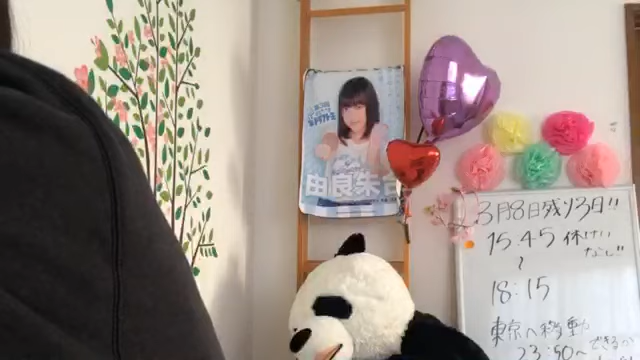 由良朱合
3月8日残り3日!!
15:45 休けい
なし!!
~
18:15
東京へ移動
23:50~